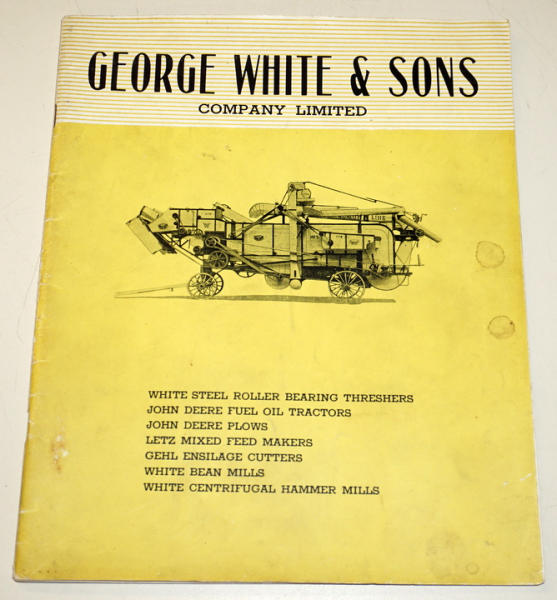 GEORGE WHITE & SONS
COMPANY LIMITED
WHITE STEEL ROLLER BEARING THRESHERS
JOHN DEERE FUEL OIL TRACTORS
JOHN DEERE PLOWS
LETZ MIXED FEED MAKERS
GEHL ENSILAGE CUTTERS
WHITE BEAN MILLS
WHITE CENTRIFUGAL HAMMER MILLS